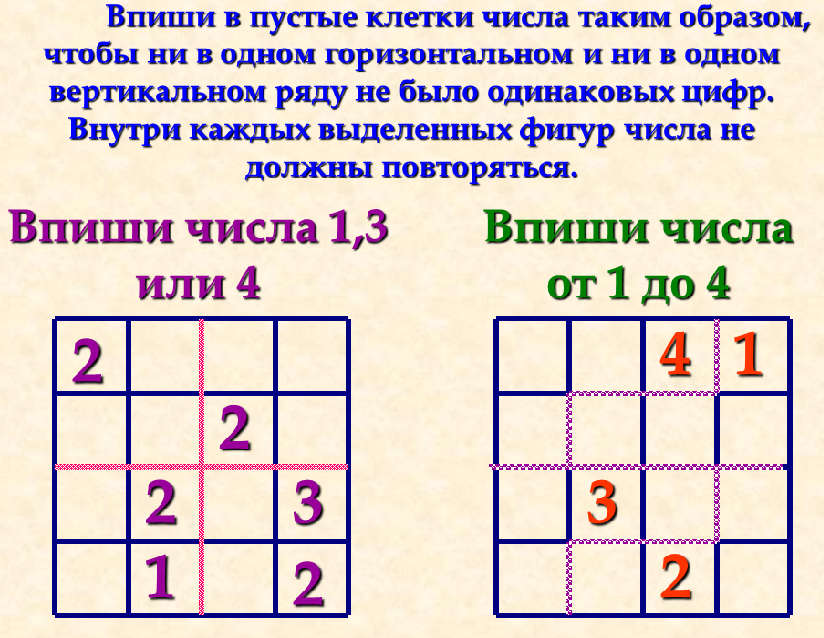 Впиши в пустые клетки числа таким образом,
чтобы ни в одном горизонтальном и ни в одном
вертикальном ряду не было одинаковых цифр.
Внутри каждых выделенных фигур числа не
должны повторяться.
Впиши числа 1,3
или 4
Впиши числа
от 1 до 4
2
2
2 3
1 2
4 1
3
2